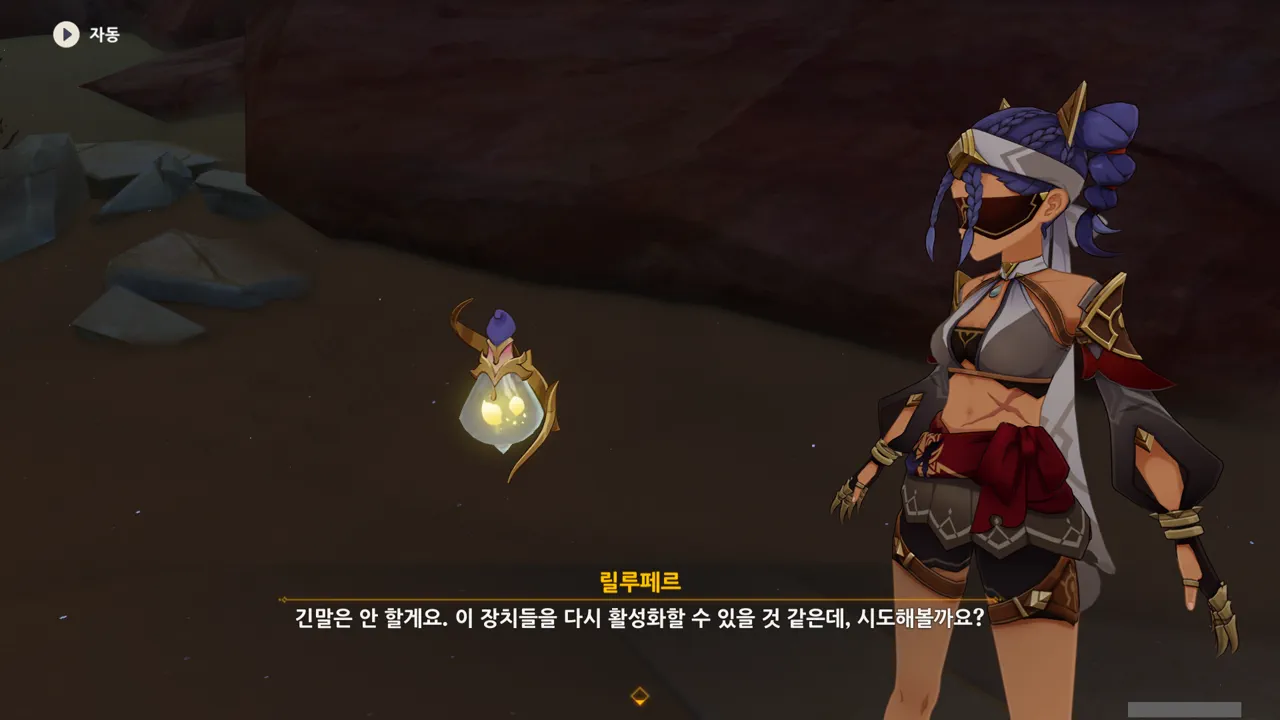 자동
릴루페르
긴말은 안 할게요. 이 장치들을 다시 활성화할 수 있을 것 같은데, 시도해볼까요?